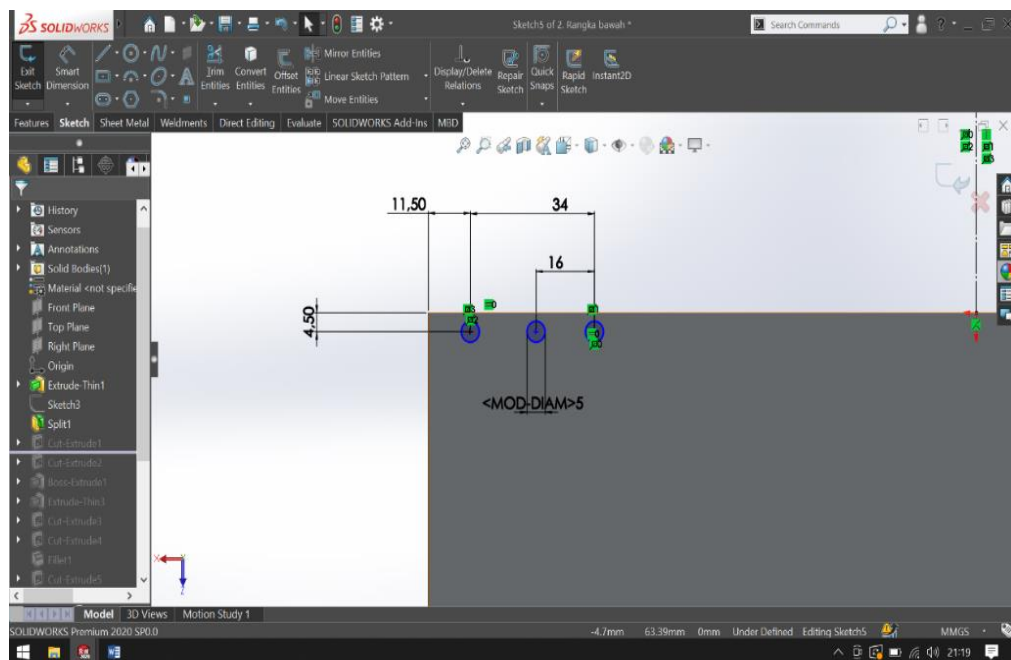 SOLIDWORKS
Sketch5 of 2. Rangka bawah *
Search Commands
Exit Sketch
Smart Dimension
Trim Entities
Convert Entities
Offset Entities
Mirror Entities
Linear Sketch Pattern
Move Entities
Display/Delete Relations
Repair Sketch
Quick Snaps
Rapid Sketch
Instant2D
Features Sketch Sheet Metal Weldments Direct Editing Evaluate SOLIDWORKS Add-Ins MBD
History
Sensors
Annotations
Solid Bodies(1)
Material <not specifie
Front Plane
Top Plane
Right Plane
Origin
Extrude-Thin1
Sketch3
Split1
Cut-Extrude1
Cut-Extrude2
Boss-Extrude1
Extrude-Thin3
Cut-Extrude3
Cut-Extrude4
Fillet1
Cut-Extrude5
11,50
34
16
4,50
<MOD-DIAM>5
Model 3D Views Motion Study 1
SOLIDWORKS Premium 2020 SP0.0
-4.7mm 63.39mm 0mm Under Defined Editing Sketch5 MMGS
21:19